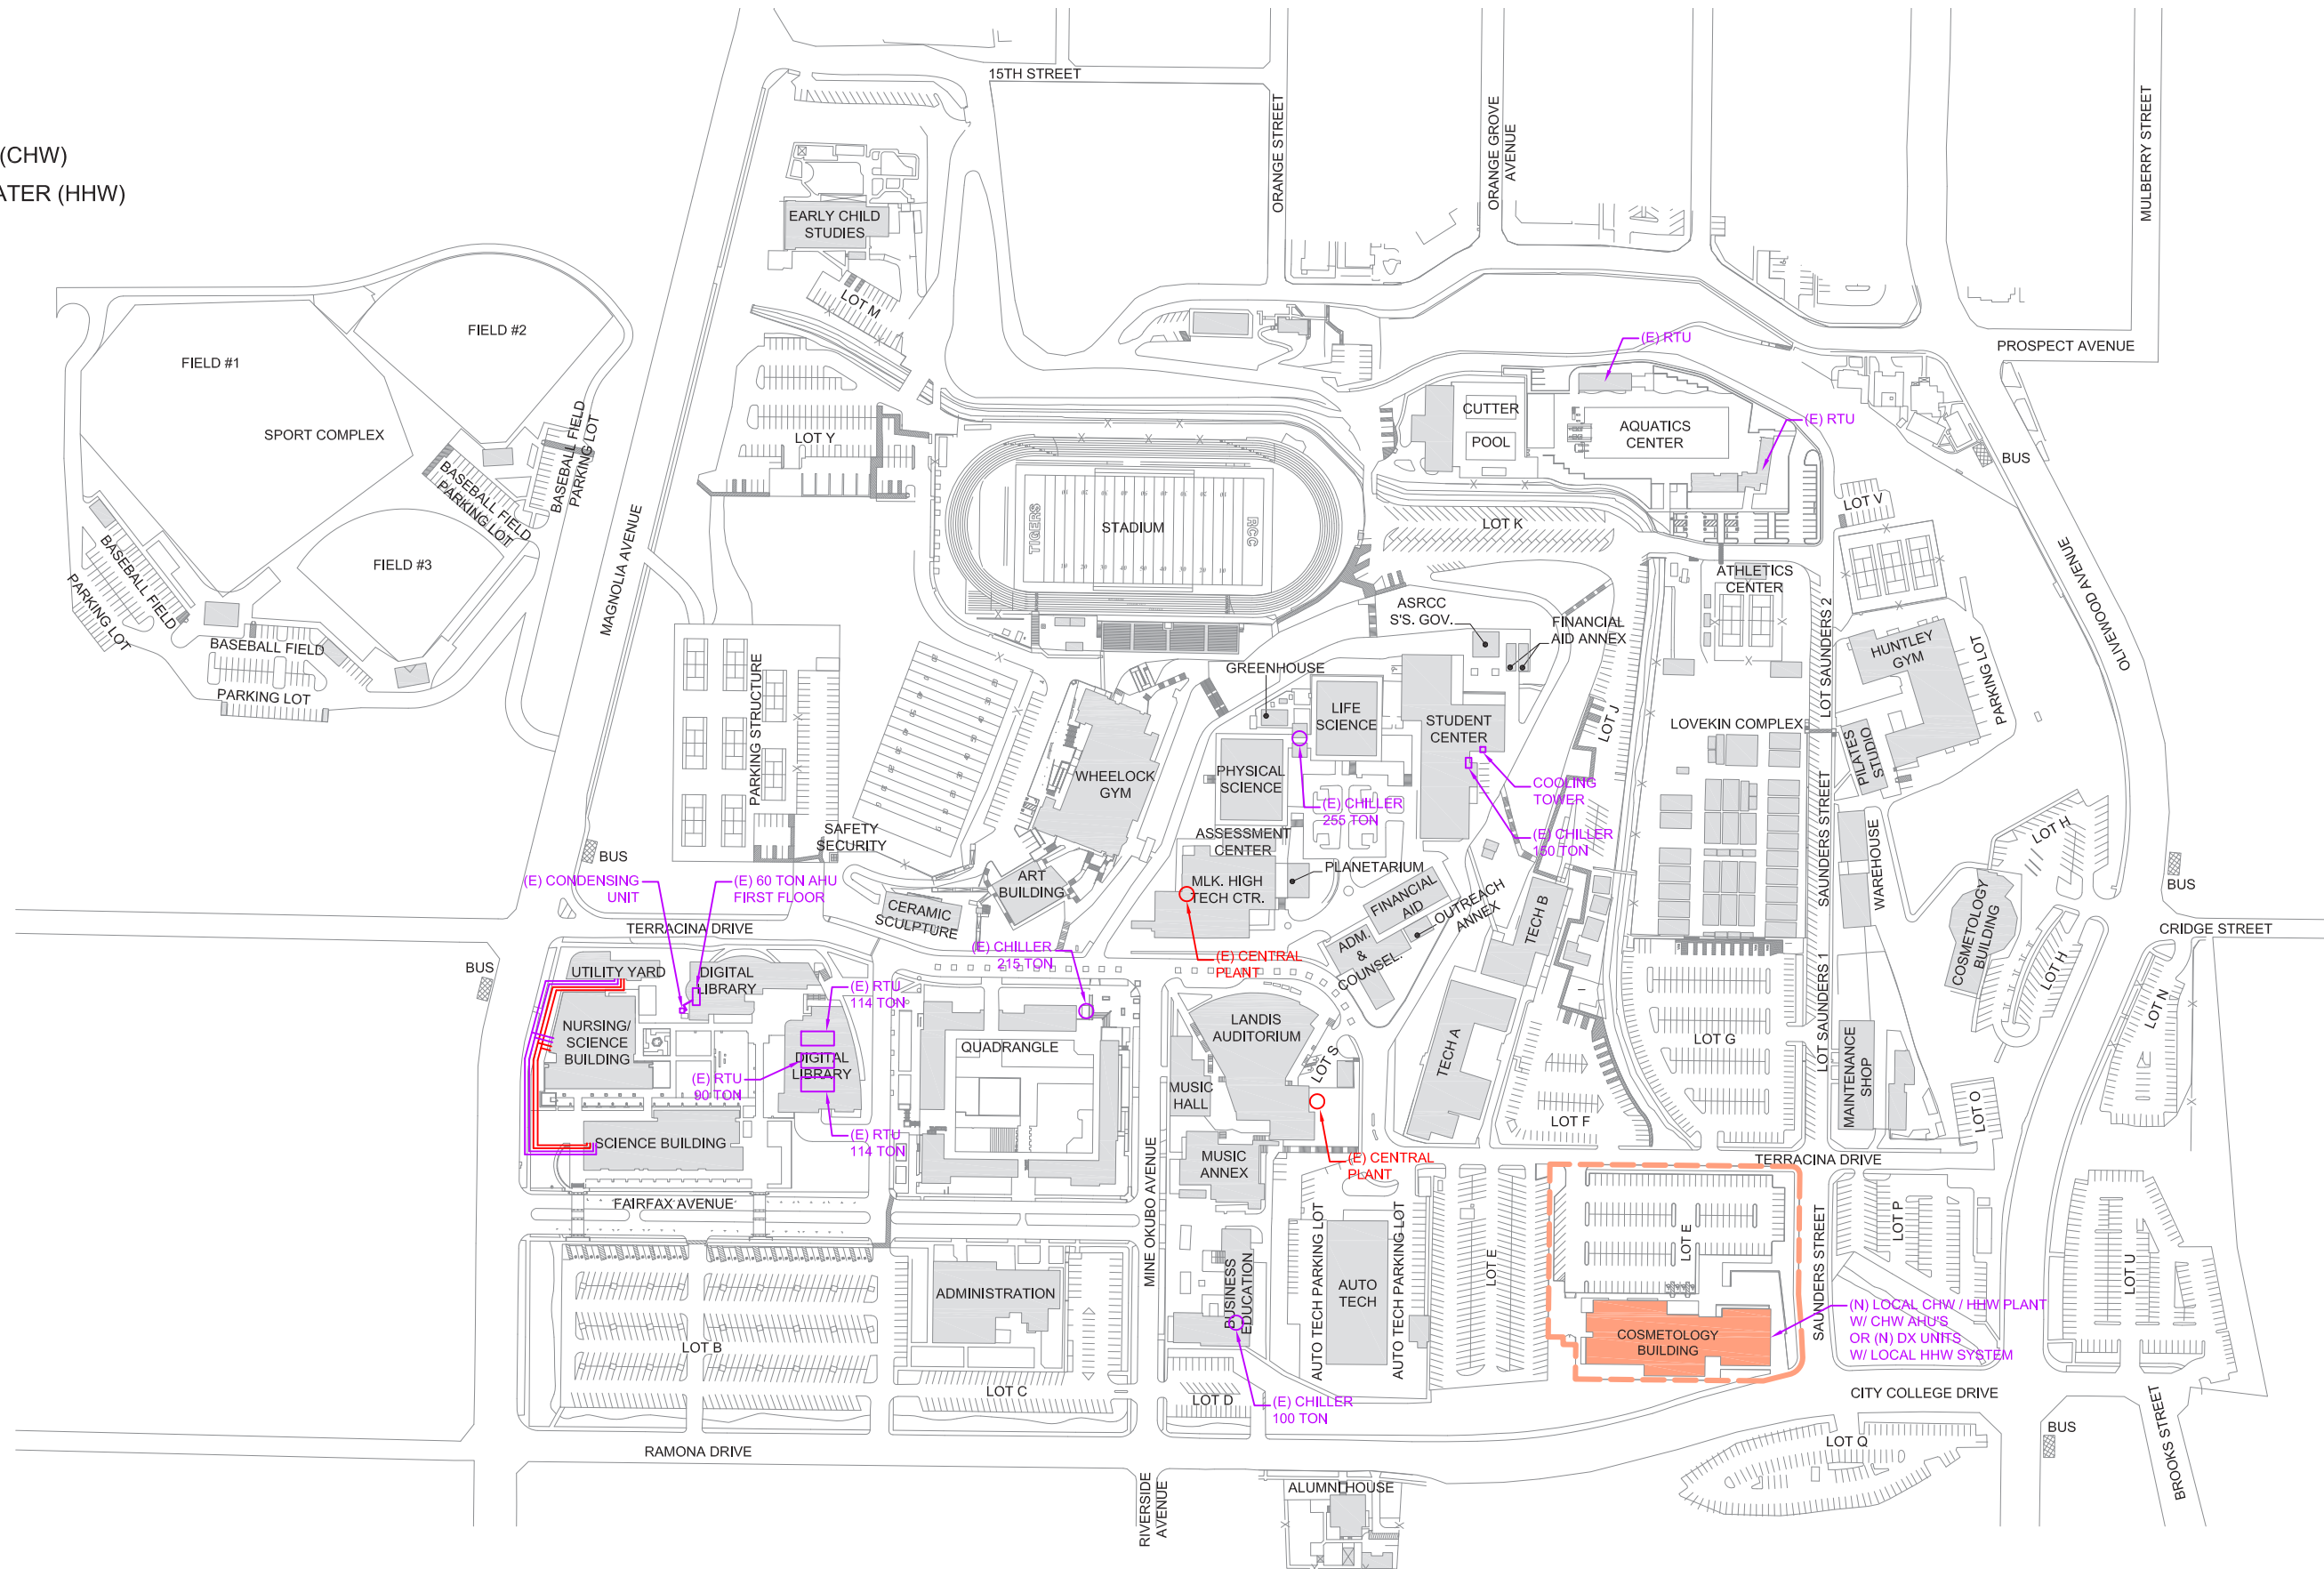 (CHW)
ATER (HHW)
15TH STREET
ORANGE STREET
ORANGE GROVE
AVENUE
MULBERRY STREET
EARLY CHILD
STUDIES
LOT M
FIELD #2
FIELD #1
SPORT COMPLEX
BASEBALL FIELD
PARKING LOT
BASEBALL FIELD
PARKING LOT
FIELD #3
BASEBALL FIELD
PARKING LOT
BASEBALL FIELD
PARKING LOT
MAGNOLIA AVENUE
LOT Y
(E) RTU
PROSPECT AVENUE
CUTTER
POOL
AQUATICS
CENTER
(E) RTU
BUS
TIGERS
STADIUM
RCC
LOT K
LOT V
OLIVEWOOD AVENUE
ATHLETICS
CENTER
ASRCC
S'S. GOV.
FINANCIAL
AID ANNEX
LOT SAUNDERS 2
HUNTLEY
GYM
PARKING LOT
PARKING STRUCTURE
GREENHOUSE
LIFE
SCIENCE
STUDENT
CENTER
LOT J
LOVEKIN COMPLEX
PILATES
STUDIO
WHEELOCK
GYM
PHYSICAL
SCIENCE
(E) CHILLER
255 TON
COOLING
TOWER
(E) CHILLER
150 TON
SAUNDERS STREET
WAREHOUSE
LOT H
SAFETY
SECURITY
ASSESSMENT
CENTER
PLANETARIUM
BUS
(E) CONDENSING
UNIT
(E) 60 TON AHU
FIRST FLOOR
ART
BUILDING
MLK. HIGH
TECH CTR.
FINANCIAL
AID
OUTREACH
ANNEX
TECH B
COSMETOLOGY
BUILDING
BUS
CERAMIC
SCULPTURE
TERRACINA DRIVE
CRIDGE STREET
ADM.
&
COUNSEL.
(E) CHILLER
215 TON
(E) CENTRAL
PLANT
BUS
UTILITY YARD
DIGITAL
LIBRARY
LOT H
LOT N
(E) RTU
114 TON
NURSING/
SCIENCE
BUILDING
LANDIS
AUDITORIUM
QUADRANGLE
LOT S
TECH A
LOT G
LOT SAUNDERS 1
MAINTENANCE
SHOP
DIGITAL
LIBRARY
(E) RTU
90 TON
MUSIC
HALL
LOT O
LOT F
SCIENCE BUILDING
(E) RTU
114 TON
MUSIC
ANNEX
(E) CENTRAL
PLANT
TERRACINA DRIVE
FAIRFAX AVENUE
MINE OKUBO AVENUE
AUTO TECH PARKING LOT
AUTO TECH PARKING LOT
LOT E
LOT E
SAUNDERS STREET
LOT P
LOT U
ADMINISTRATION
BUSINESS
EDUCATION
AUTO
TECH
(N) LOCAL CHW / HHW PLANT
W/ CHW AHU'S
OR (N) DX UNITS
W/ LOCAL HHW SYSTEM
COSMETOLOGY
BUILDING
LOT B
LOT C
LOT D
(E) CHILLER
100 TON
CITY COLLEGE DRIVE
BROOKS STREET
BUS
LOT Q
RAMONA DRIVE
RIVERSIDE
AVENUE
ALUMNI HOUSE